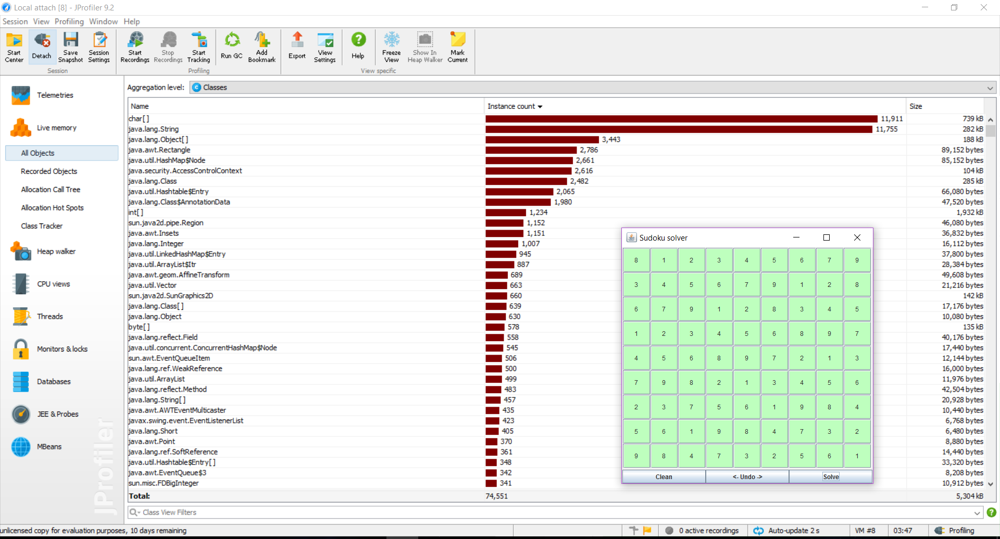 Local attach [8] - JProfiler 9.2
Session View Profiling Window Help
Start Center
Detach
Save Snapshot
Session Settings
Start Recordings
Stop Recordings
Start Tracking
Run GC
Add Bookmark
Export
View Settings
Help
Freeze View
Show In Heap Walker
Mark Current
Session
Profiling
View specific
Telemetries
Live memory
All Objects
Recorded Objects
Allocation Call Tree
Allocation Hot Spots
Class Tracker
Heap walker
CPU views
Threads
Monitors & locks
Databases
JEE & Probes
MBeans
JProfiler
Aggregation level: C Classes
Name Instance count Size
char[] 11,911 739 kB
java.lang.String 11,755 282 kB
java.lang.Object[] 3,443 188 kB
java.awt.Rectangle 2,786 89,152 bytes
java.util.HashMap$Node 2,661 85,152 bytes
java.security.AccessControlContext 2,616 104 kB
java.lang.Class 2,482 285 kB
java.util.Hashtable$Entry 2,065 66,080 bytes
java.lang.Class$AnnotationData 1,980 47,520 bytes
int[] 1,234 1,932 kB
sun.java2d.pipe.Region 1,152 46,080 bytes
java.awt.Insets 1,151 36,832 bytes
java.lang.Integer 1,007 16,112 bytes
java.util.LinkedHashMap$Entry 945 37,800 bytes
java.util.ArrayList$Itr 887 28,384 bytes
java.awt.geom.AffineTransform 689 49,608 bytes
java.util.Vector 663 21,216 bytes
sun.java2d.SunGraphics2D 660 142 kB
java.lang.Class[] 639 17,176 bytes
java.lang.Object 630 10,080 bytes
byte[] 578 135 kB
java.lang.reflect.Field 558 40,176 bytes
java.util.concurrent.ConcurrentHashMap$Node 545 17,440 bytes
sun.awt.EventQueueItem 506 12,144 bytes
java.lang.ref.WeakReference 500 16,000 bytes
java.util.ArrayList 499 11,976 bytes
java.lang.reflect.Method 483 42,504 bytes
java.lang.String[] 457 20,928 bytes
java.awt.AWTEventMulticaster 435 10,440 bytes
javax.swing.event.EventListenerList 423 6,768 bytes
java.lang.Short 405 6,480 bytes
java.awt.Point 370 8,880 bytes
java.lang.ref.SoftReference 361 14,440 bytes
java.util.Hashtable$Entry[] 348 33,320 bytes
java.awt.EventQueue$3 342 8,208 bytes
sun.misc.FDBigInteger 341 10,912 bytes
Total: 74,551 5,304 kB
Class View Filters
Sudoku solver
8 1 2 3 4 5 6 7 9
3 4 5 6 7 9 1 2 8
6 7 9 1 2 8 3 4 5
1 2 3 4 5 6 8 9 7
4 5 6 8 9 7 2 1 3
7 9 8 2 1 3 4 5 6
2 3 7 5 6 1 9 8 4
5 6 1 9 8 4 7 3 2
9 8 4 7 3 2 5 6 1
Clean <- Undo -> Solve
unlicensed copy for evaluation purposes, 10 days remaining
0 active recordings
Auto-update 2 s
VM #8
03:47
Profiling